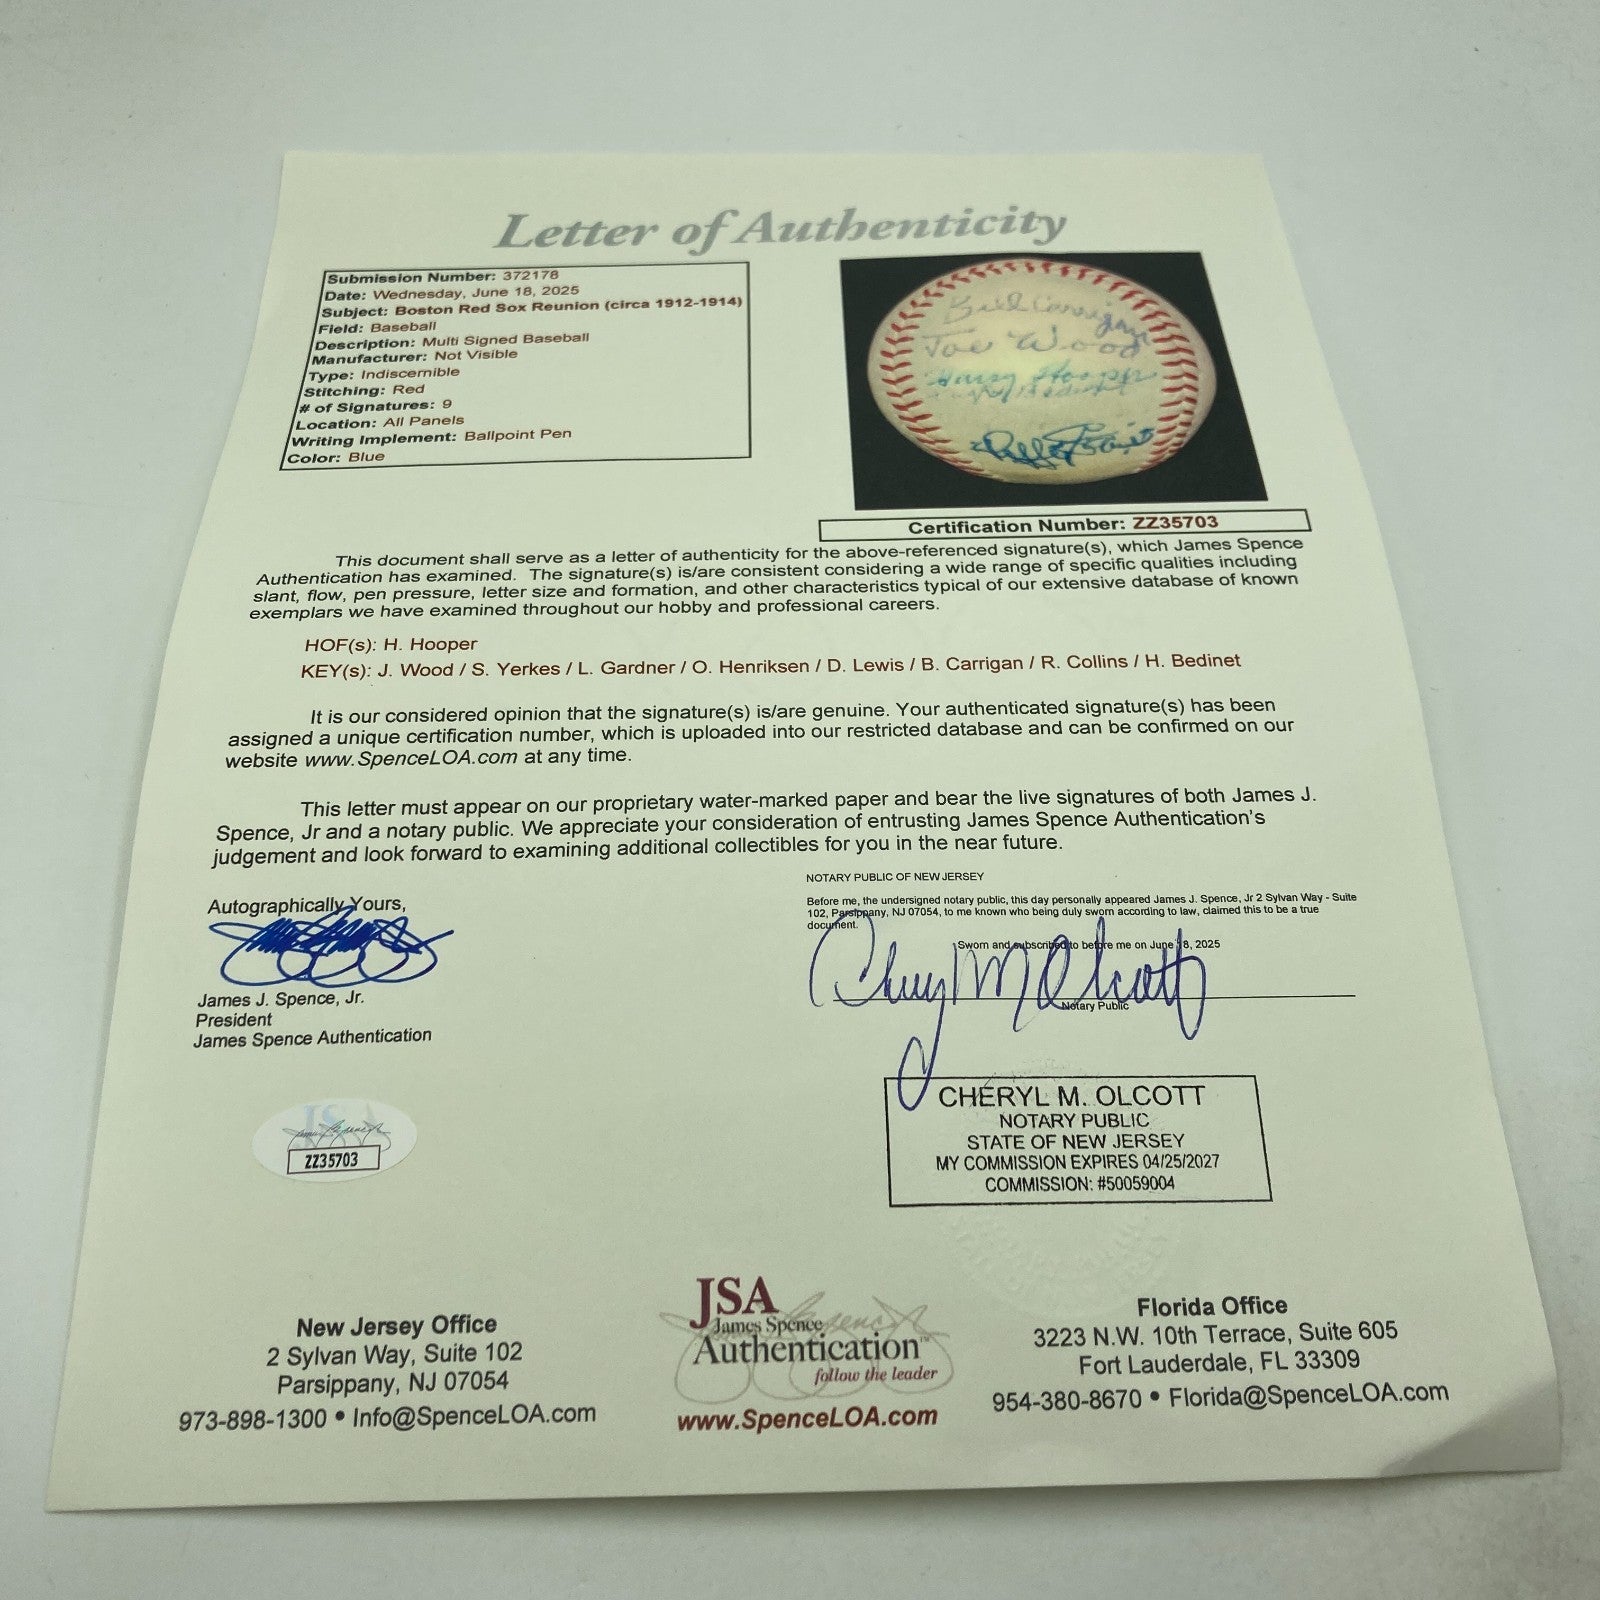 Letter of Authenticity
Submission Number: 372178
Date: Wednesday, June 18, 2025
Subject: Boston Red Sox Reunion (circa 1912-1914)
Field: Baseball
Description: Multi Signed Baseball
Manufacturer: Not Visible
Type: Indiscernible
Stitching: Red
# of Signatures: 9
Location: All Panels
Writing Implement: Ballpoint Pen
Color: Blue
Bill Carrigan
Joe Wood
Harry Hooper
Certification Number: ZZ35703
This document shall serve as a letter of authenticity for the above-referenced signature(s), which James Spence
Authentication has examined. The signature(s) is/are consistent considering a wide range of specific qualities including
slant, flow, pen pressure, letter size and formation, and other characteristics typical of our extensive database of known
exemplars we have examined throughout our hobby and professional careers.
HOF(s): H. Hooper
KEY(s): J. Wood / S. Yerkes / L. Gardner / O. Henriksen / D. Lewis / B. Carrigan / R. Collins / H. Bedinet
It is our considered opinion that the signature(s) is/are genuine. Your authenticated signature(s) has been
assigned a unique certification number, which is uploaded into our restricted database and can be confirmed on our
website www.SpenceLOA.com at any time.
This letter must appear on our proprietary water-marked paper and bear the live signatures of both James J.
Spence, Jr and a notary public. We appreciate your consideration of entrusting James Spence Authentication's
judgement and look forward to examining additional collectibles for you in the near future.
Autographically Yours,
James J. Spence, Jr.
President
James Spence Authentication
NOTARY PUBLIC OF NEW JERSEY
Before me, the undersigned notary public, this day personally appeared James J. Spence, Jr 2 Sylvan Way - Suite
102, Parsippany, NJ 07054, to me known who being duly sworn according to law, claimed this to be a true
document.
Sworn and subscribed to before me on June 18, 2025
Cheryl M Olcott
Notary Public
CHERYL M. OLCOTT
NOTARY PUBLIC
STATE OF NEW JERSEY
MY COMMISSION EXPIRES 04/25/2027
COMMISSION: #50059004
JSA
ZZ35703
New Jersey Office
2 Sylvan Way, Suite 102
Parsippany, NJ 07054
973-898-1300 • Info@SpenceLOA.com
JSA
James Spence
Authentication™
follow the leader
www.SpenceLOA.com
Florida Office
3223 N.W. 10th Terrace, Suite 605
Fort Lauderdale, FL 33309
954-380-8670 • Florida@SpenceLOA.com